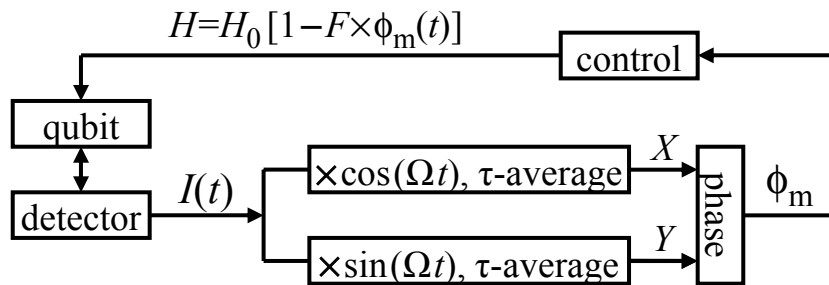 H=H₀ [1−F×ϕₘ(t)]
control
qubit
detector
I(t)
×cos(Ωt), τ-average
X
×sin(Ωt), τ-average
Y
phase
ϕₘ